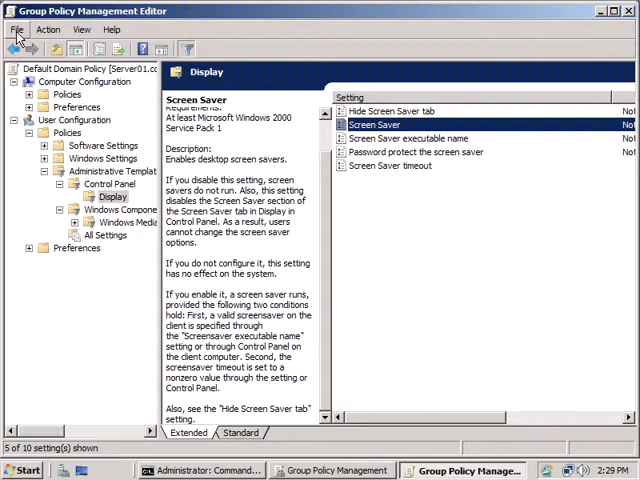 Group Policy Management Editor
File Action View Help
Default Domain Policy [Server01.cc
Computer Configuration
Policies
Preferences
User Configuration
Policies
Software Settings
Windows Settings
Administrative Templat
Control Panel
Display
Windows Compone
Windows Media
All Settings
Preferences
Display
Screen Saver
Requirements:
At least Microsoft Windows 2000
Service Pack 1
Description:
Enables desktop screen savers.
If you disable this setting, screen
savers do not run. Also, this setting
disables the Screen Saver section of
the Screen Saver tab in Display in
Control Panel. As a result, users
cannot change the screen saver
options.
If you do not configure it, this setting
has no effect on the system.
If you enable it, a screen saver runs,
provided the following two conditions
hold: First, a valid screensaver on the
client is specified through
the "Screensaver executable name"
setting or through Control Panel on
the client computer. Second, the
screensaver timeout is set to a
nonzero value through the setting or
Control Panel.
Also, see the "Hide Screen Saver tab"
setting.
Setting
Hide Screen Saver tab Not
Screen Saver Not
Screen Saver executable name Not
Password protect the screen saver Not
Screen Saver timeout Not
Extended Standard
5 of 10 setting(s) shown
Start Administrator: Command... Group Policy Management Group Policy Manage... 2:29 PM